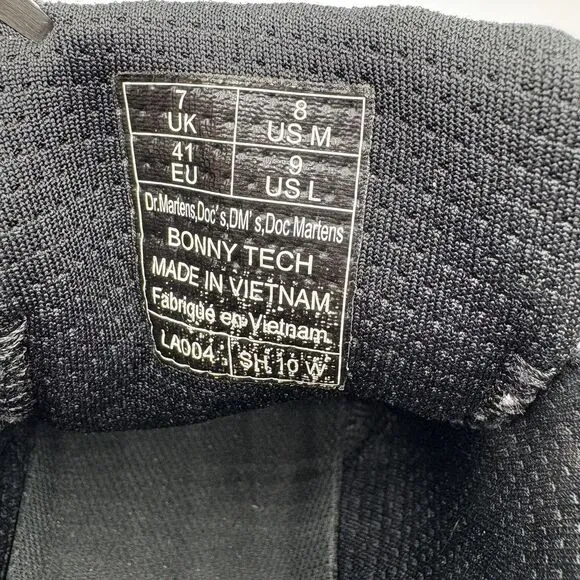 7 UK
8 US M
41 EU
9 US L
Dr.Martens,Doc's,DM's,Doc Martens
BONNY TECH
MADE IN VIETNAM.
Fabriqué en Vietnam.
LA004
SH 10 W